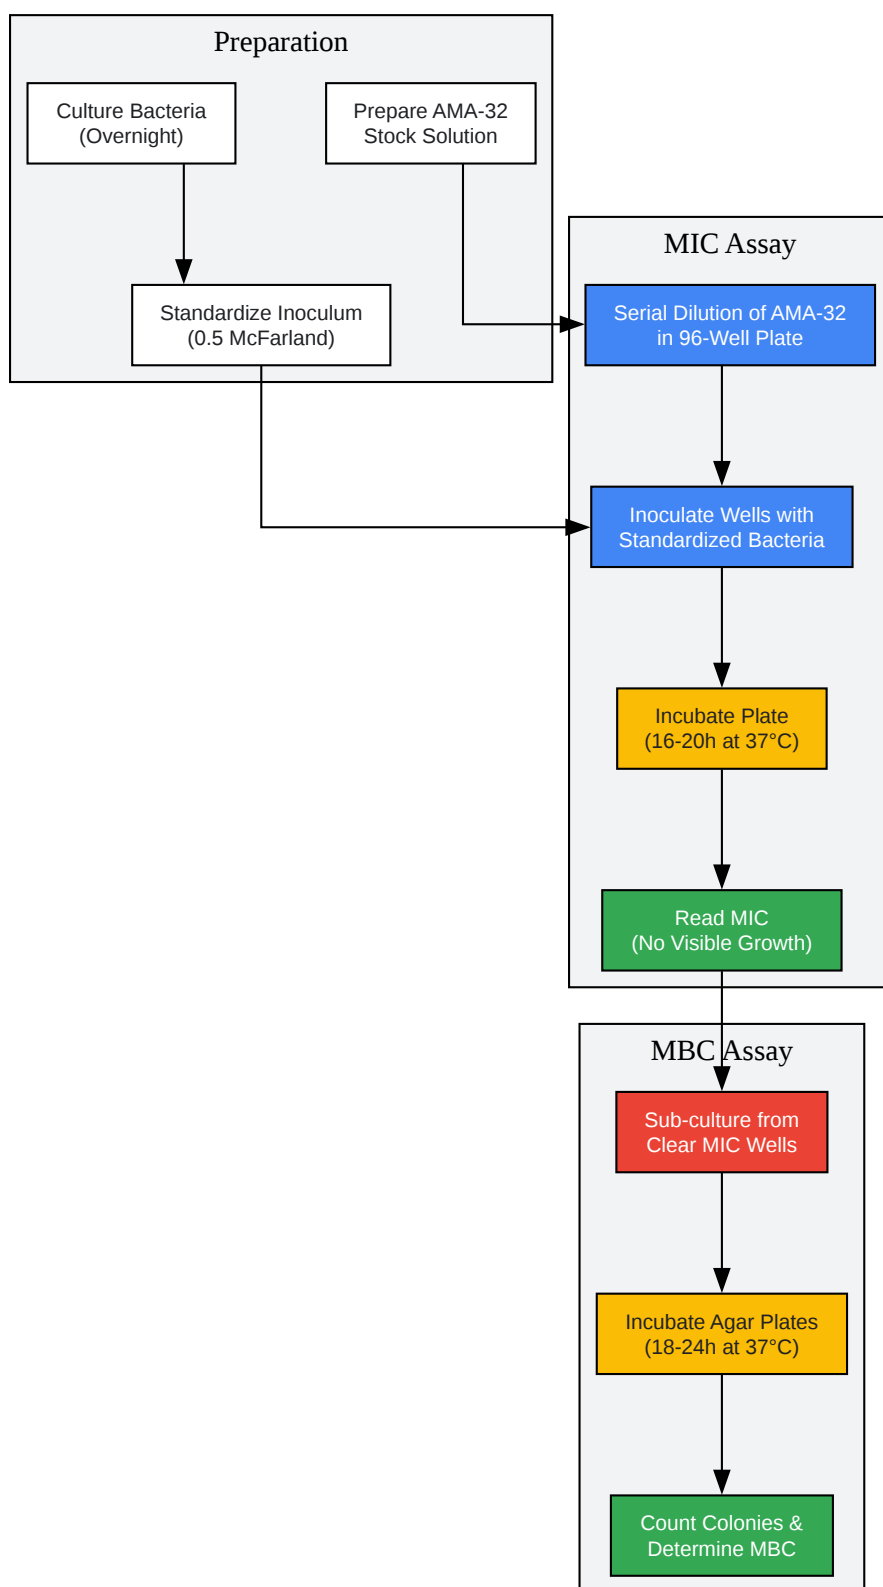 Preparation
Culture Bacteria
(Overnight)
Prepare AMA-32
Stock Solution
Standardize Inoculum
(0.5 McFarland)
MIC Assay
Serial Dilution of AMA-32
in 96-Well Plate
Inoculate Wells with
Standardized Bacteria
Incubate Plate
(16-20h at 37°C)
Read MIC
(No Visible Growth)
MBC Assay
Sub-culture from
Clear MIC Wells
Incubate Agar Plates
(18-24h at 37°C)
Count Colonies &
Determine MBC